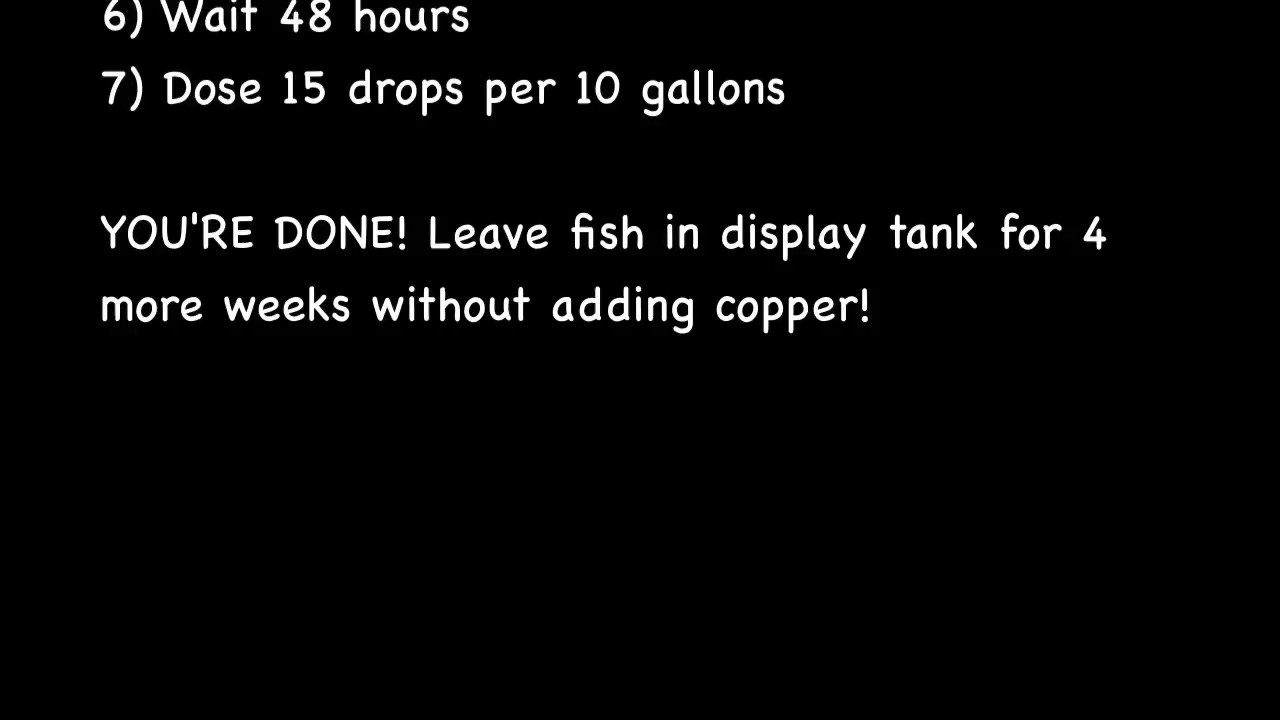 6) Wait 48 hours
7) Dose 15 drops per 10 gallons
YOU'RE DONE! Leave fish in display tank for 4
more weeks without adding copper!